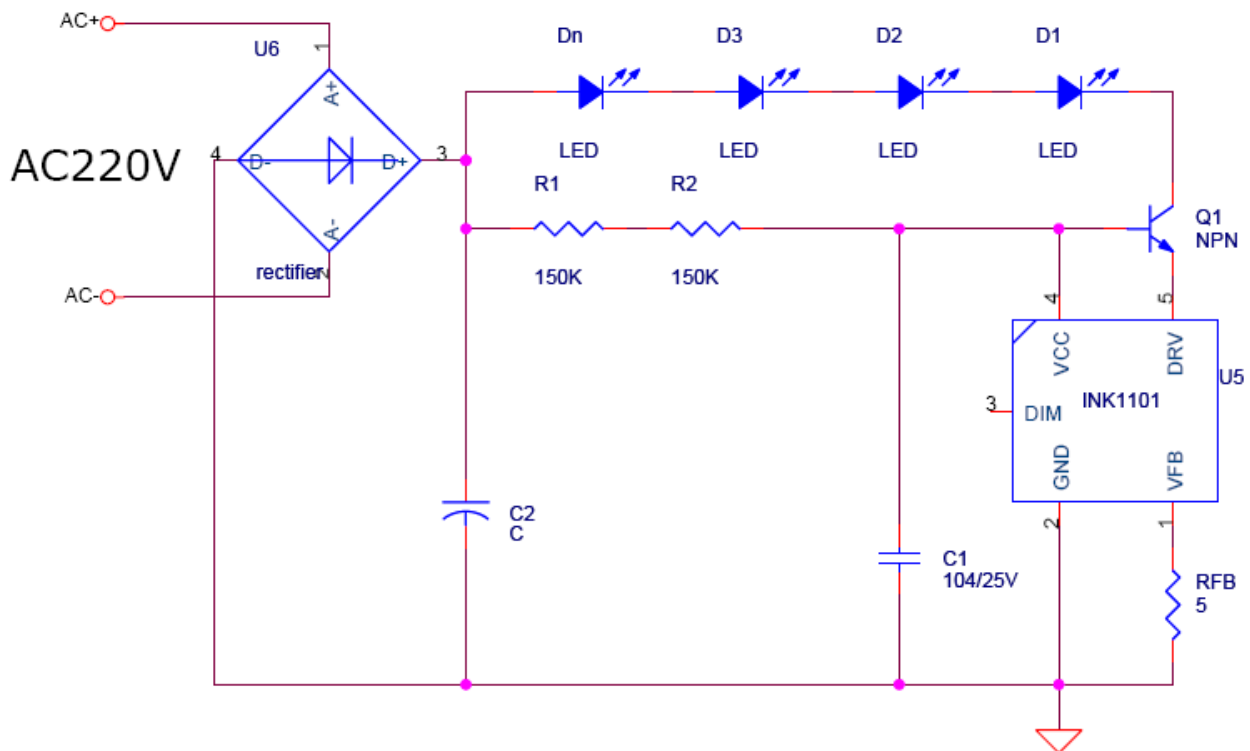 AC+
U6
1
A+
AC220V
4
D-
D+
3
A-
rectifier
2
AC-
Dn
D3
D2
D1
LED
LED
LED
LED
R1
R2
150K
150K
Q1
NPN
4
5
VCC
DRV
U5
INK1101
3
DIM
GND
VFB
2
1
C2
C
C1
104/25V
RFB
5